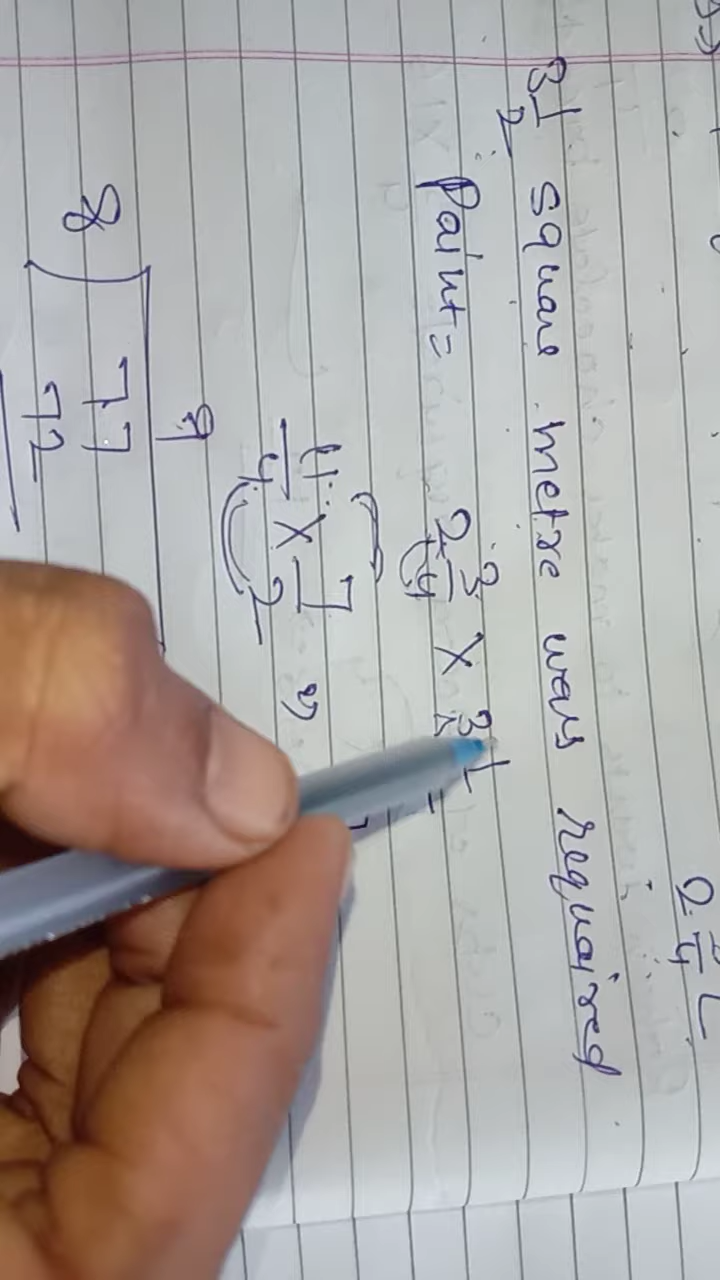 2 3/4 L
3 1/2 square metre was requaired
Paint = 2 3/4 × 3 1/2
11/4 × 7/2 =
9
8 ) 77
72